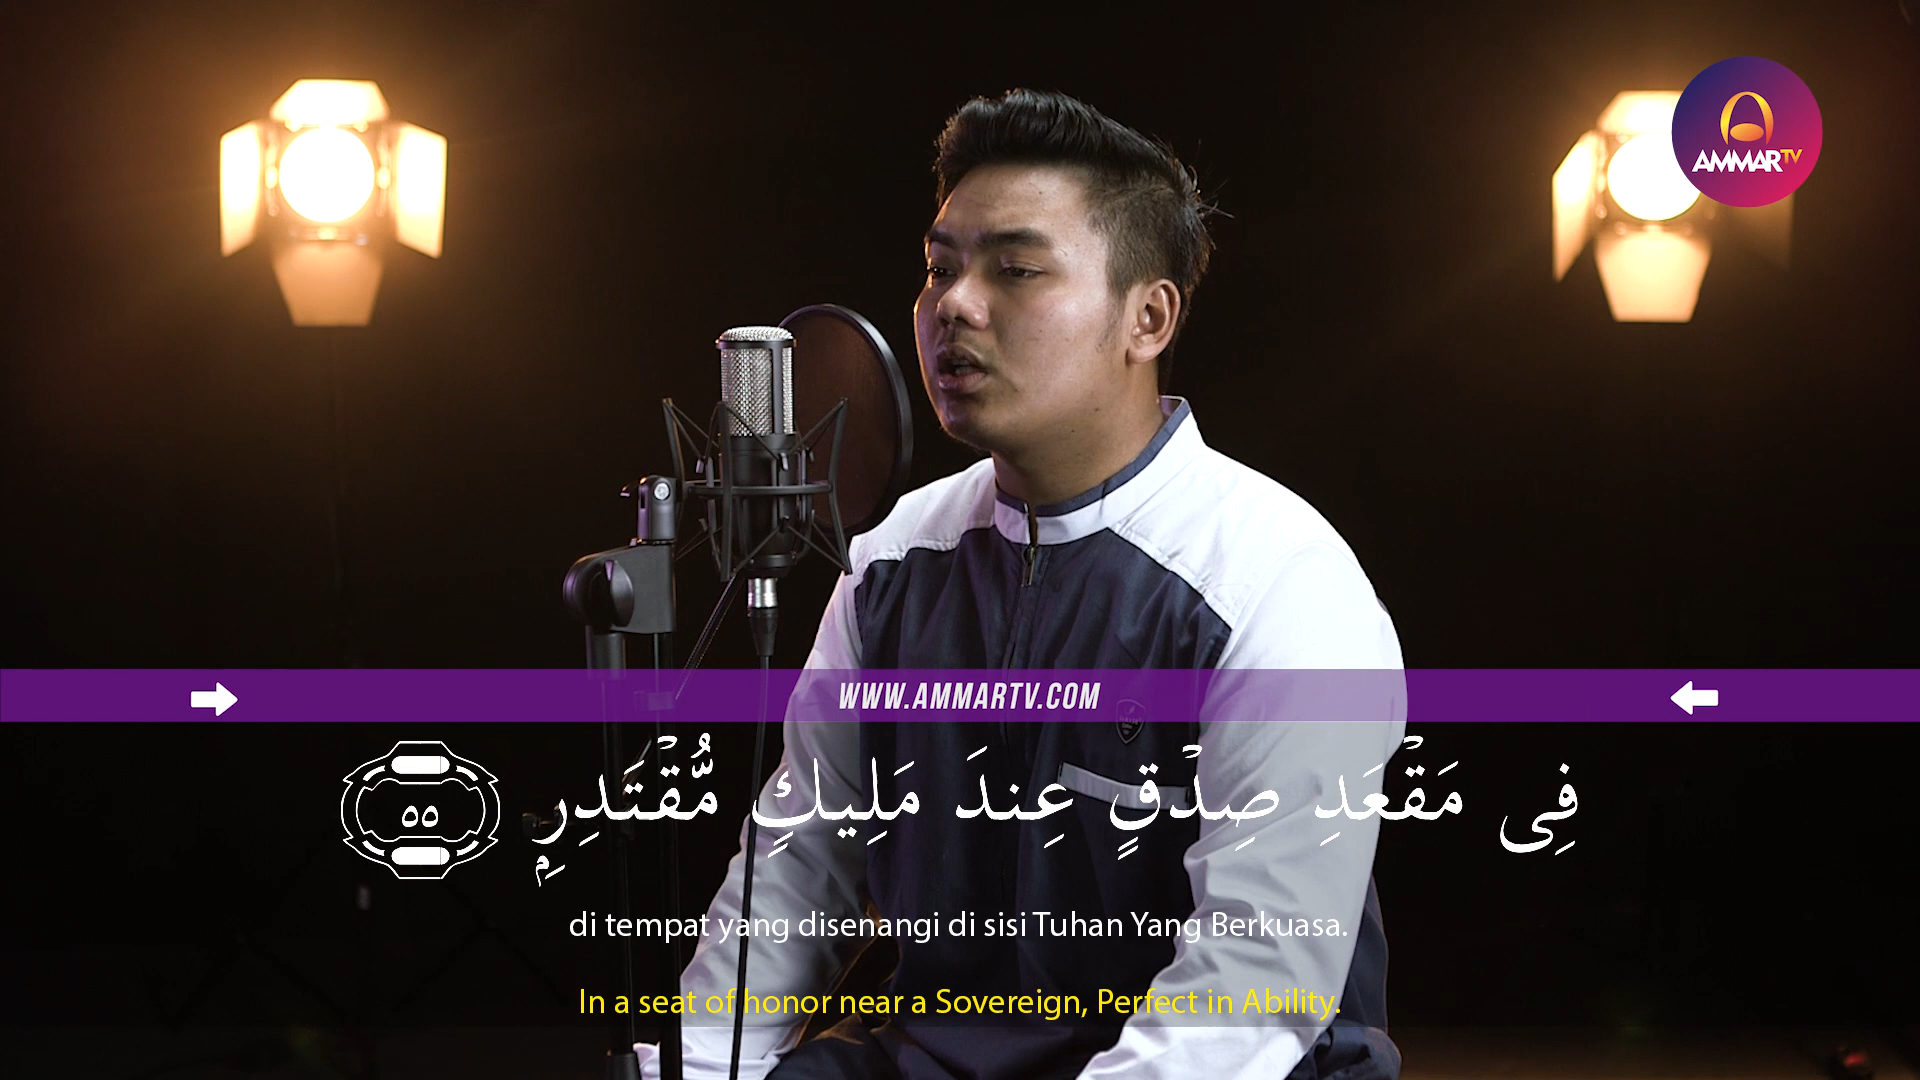 AMMARTV
WWW.AMMARTV.COM
فِى مَقْعَدِ صِدْقٍ عِندَ مَلِيكٍ مُّقْتَدِرٍۭ ٥٥
di tempat yang disenangi di sisi Tuhan Yang Berkuasa.
In a seat of honor near a Sovereign, Perfect in Ability.